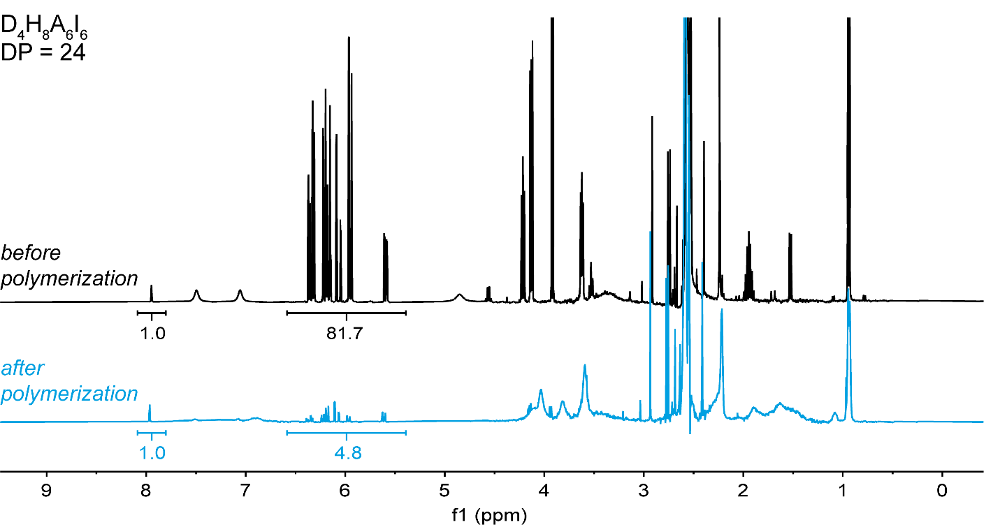 D₄H₈A₆I₆
DP = 24
before
polymerization
1.0
81.7
after
polymerization
1.0
4.8
9 8 7 6 5 4 3 2 1 0
f1 (ppm)